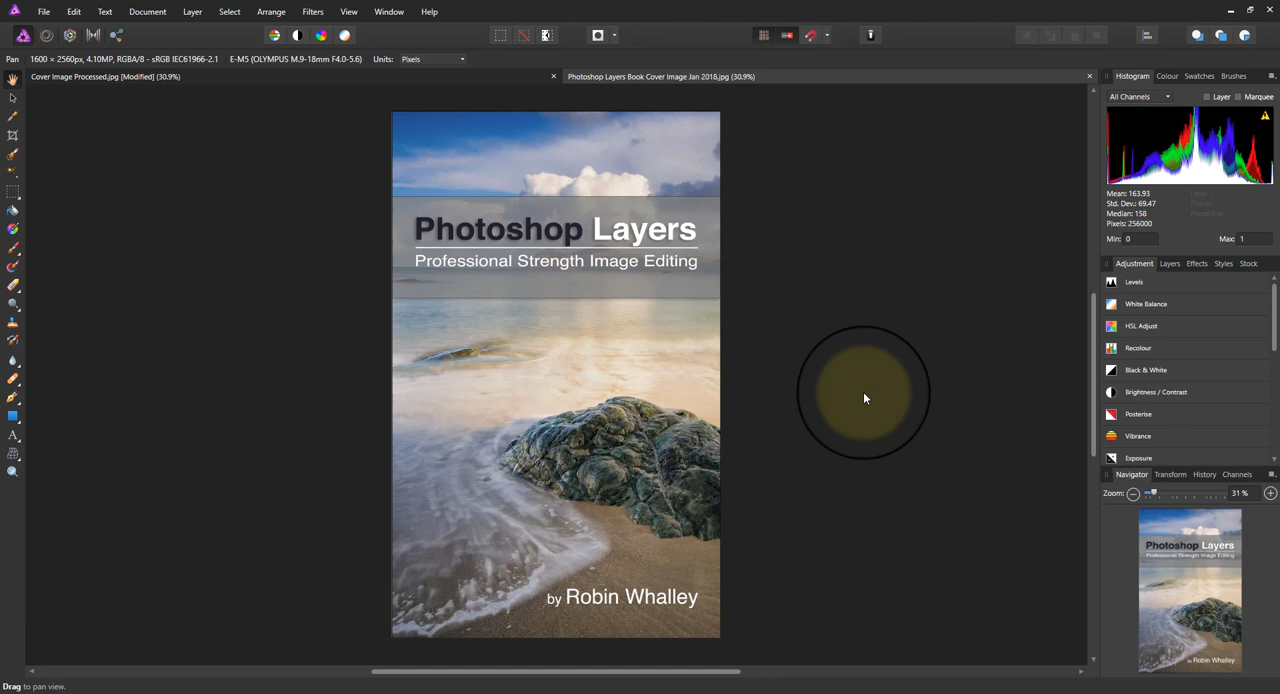 File Edit Text Document Layer Select Arrange Filters View Window Help
Pan 1600 × 2560px, 4.10MP, RGBA/8 - sRGB IEC61966-2.1 E-M5 (OLYMPUS M.9-18mm F4.0-5.6) Units: Pixels
Cover Image Processed.jpg [Modified] (30.9%) Photoshop Layers Book Cover Image Jan 2018.jpg (30.9%)
Histogram Colour Swatches Brushes
All Channels Layer Marquee
Mean: 163.93
Std. Dev.: 69.47
Median: 158
Pixels: 256000
Min: 0 Max: 1
Adjustment Layers Effects Styles Stock
Levels
White Balance
HSL Adjust
Recolour
Black & White
Brightness / Contrast
Posterise
Vibrance
Exposure
Navigator Transform History Channels
Zoom: 31 %
Photoshop Layers
Professional Strength Image Editing
by Robin Whalley
Photoshop Layers
Professional Strength Image Editing
by Robin Whalley
Drag to pan view.